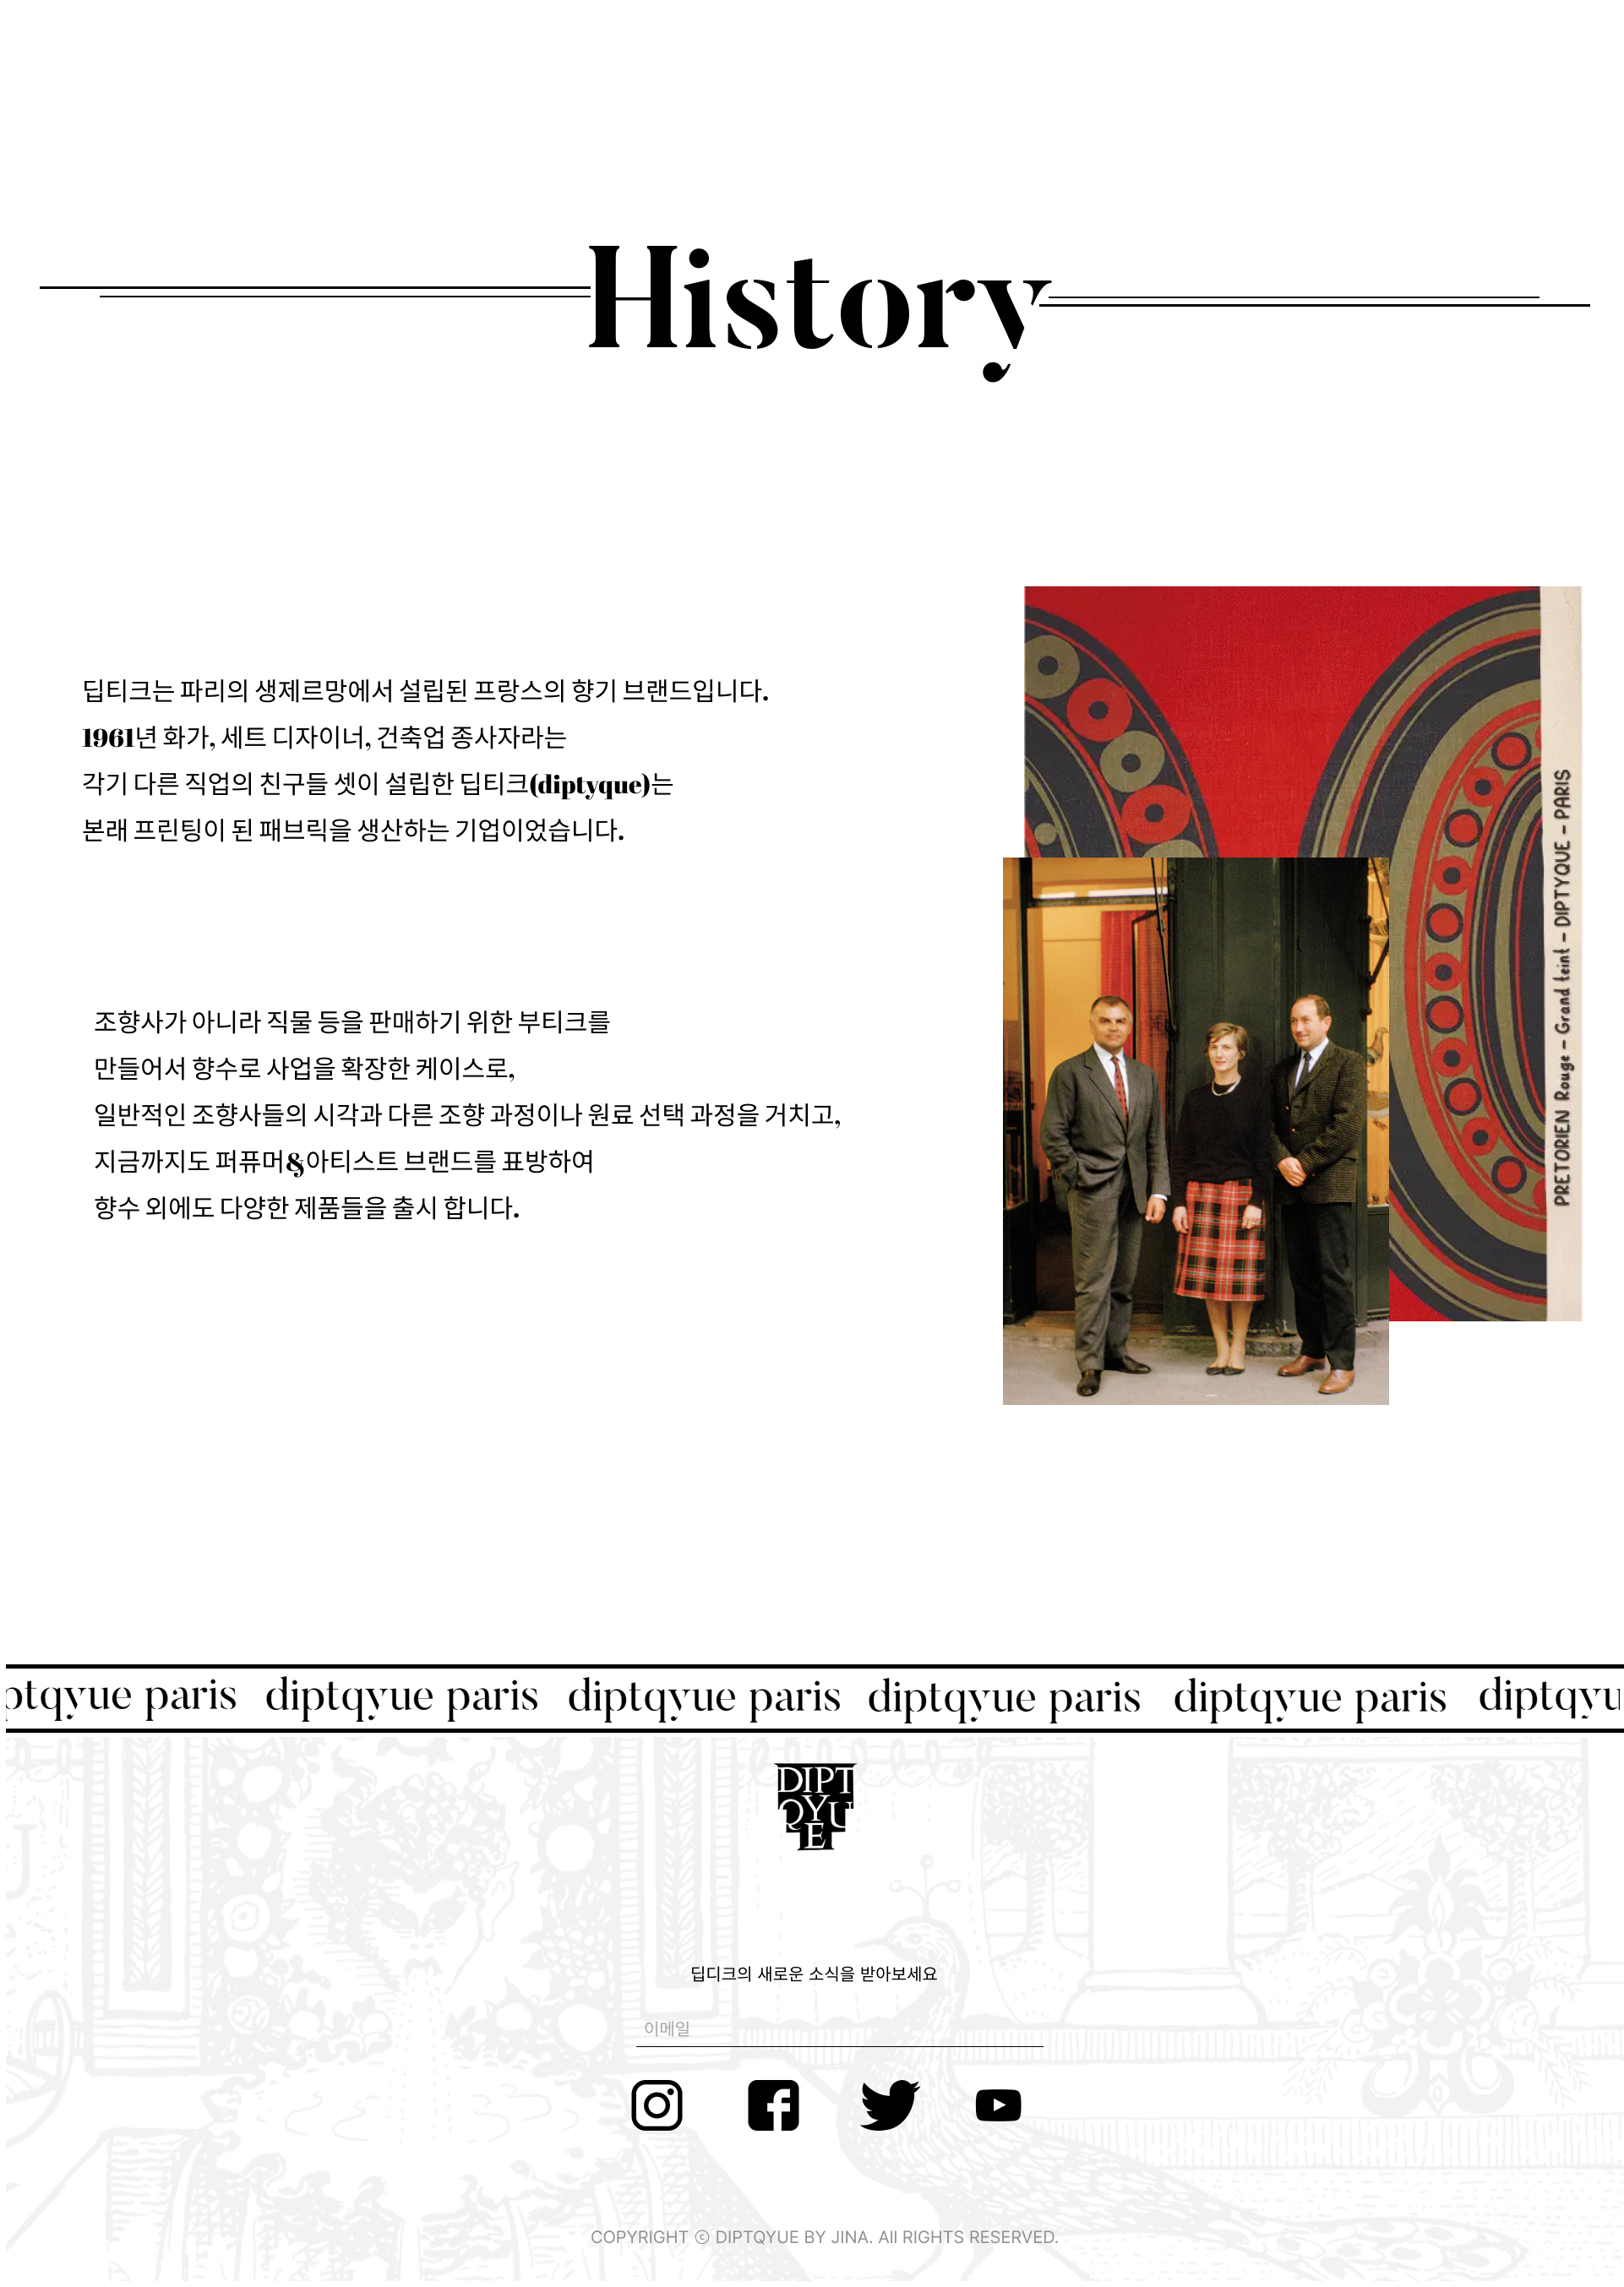 History
딥티크는 파리의 생제르망에서 설립된 프랑스의 향기 브랜드입니다.
1961년 화가, 세트 디자이너, 건축업 종사자라는
각기 다른 직업의 친구들 셋이 설립한 딥티크(diptyque)는
본래 프린팅이 된 패브릭을 생산하는 기업이었습니다.
조향사가 아니라 직물 등을 판매하기 위한 부티크를
만들어서 향수로 사업을 확장한 케이스로,
일반적인 조향사들의 시각과 다른 조향 과정이나 원료 선택 과정을 거치고,
지금까지도 퍼퓨머&아티스트 브랜드를 표방하여
향수 외에도 다양한 제품들을 출시 합니다.
PRETORIEN Rouge – Grand teint – DIPTYQUE – PARIS
ptqyue paris diptqyue paris diptqyue paris diptqyue paris diptqyue paris diptqyu
DIPT
QYU
E
딥디크의 새로운 소식을 받아보세요
이메일
COPYRIGHT ⓒ DIPTQYUE BY JINA. All RIGHTS RESERVED.